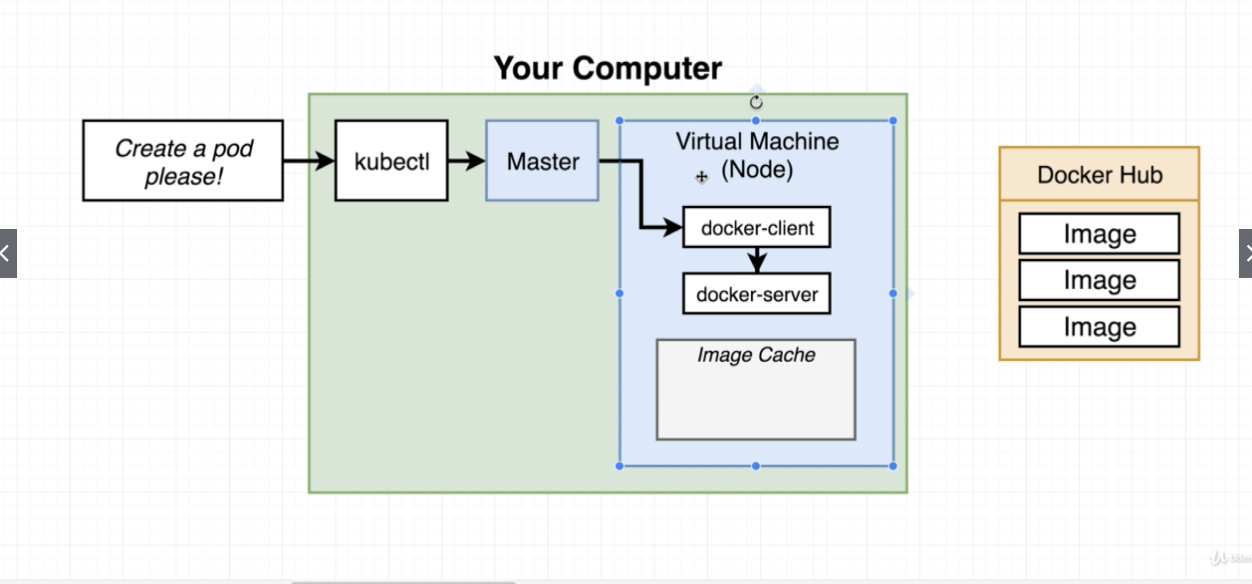 Your Computer
Create a pod
please!
kubectl
Master
Virtual Machine
(Node)
docker-client
docker-server
Image Cache
Docker Hub
Image
Image
Image